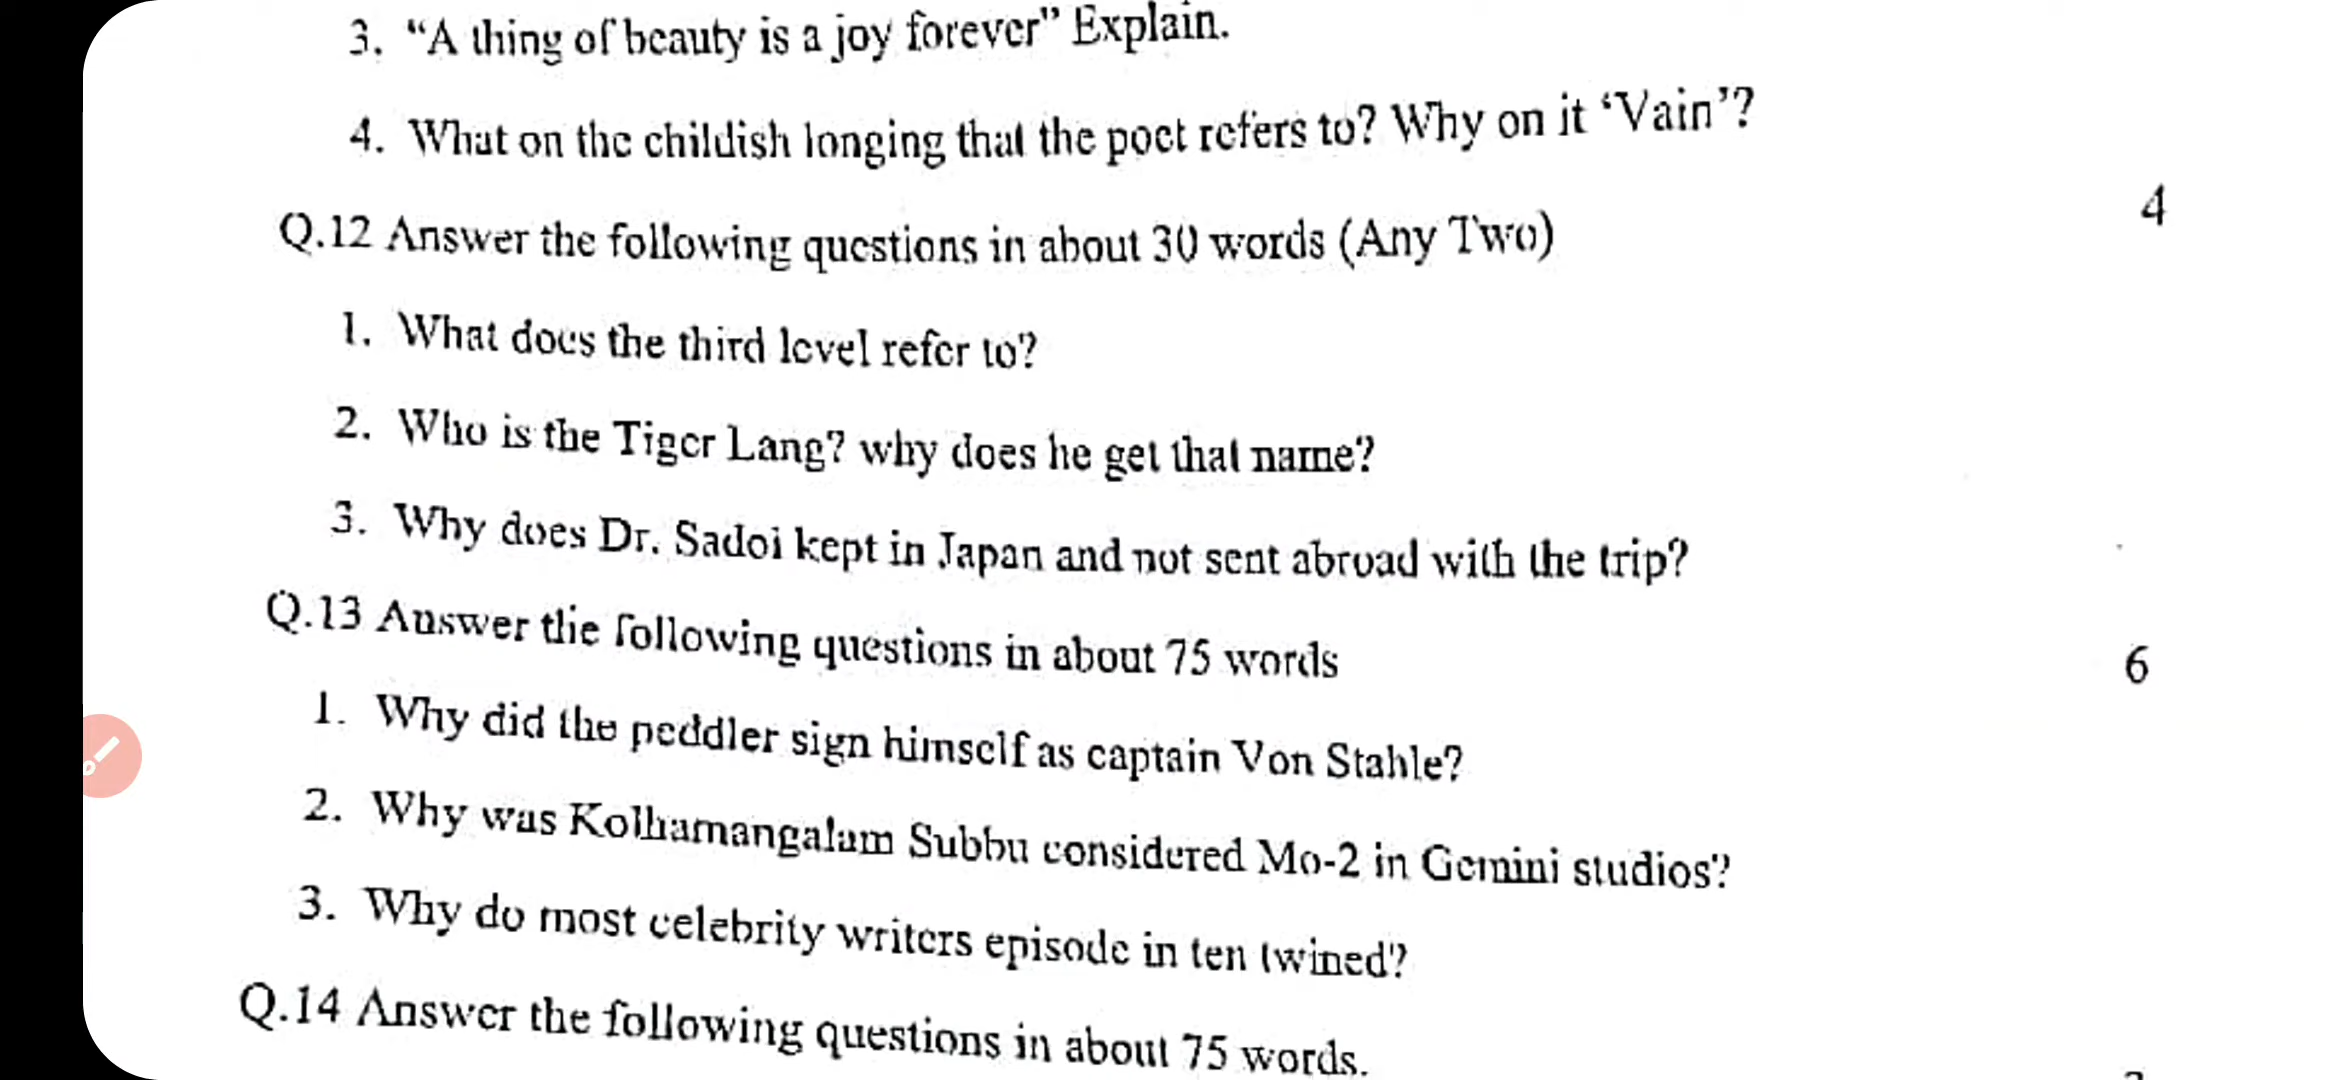 3. “A thing of beauty is a joy forever” Explain.
4. What on the childish longing that the poet refers to? Why on it ‘Vain’?
4
Q.12 Answer the following questions in about 30 words (Any Two)
1. What does the third level refer to?
2. Who is the Tiger Lang? why does he get that name?
3. Why does Dr. Sadoi kept in Japan and not sent abroad with the trip?
Q.13 Answer the following questions in about 75 words
6
1. Why did the peddler sign himself as captain Von Stahle?
2. Why was Kolhamangalam Subbu considered Mo-2 in Gemini studios?
3. Why do most celebrity writers episode in ten twined?
Q.14 Answer the following questions in about 75 words.